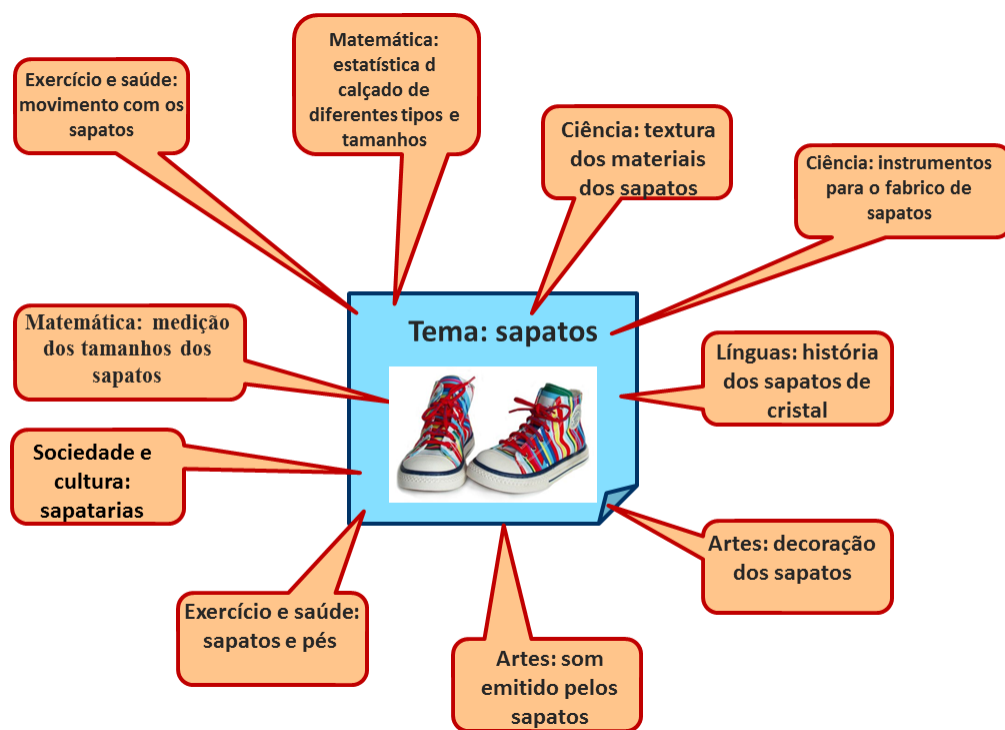 Matemática:
estatística d
calçado de
diferentes tipos e
tamanhos
Exercício e saúde:
movimento com os
sapatos
Ciência: textura
dos materiais
dos sapatos
Ciência: instrumentos
para o fabrico de
sapatos
Tema: sapatos
Matemática: medição
dos tamanhos dos
sapatos
Línguas: história
dos sapatos de
cristal
Sociedade e
cultura:
sapatarias
Artes: decoração
dos sapatos
Exercício e saúde:
sapatos e pés
Artes: som
emitido pelos
sapatos